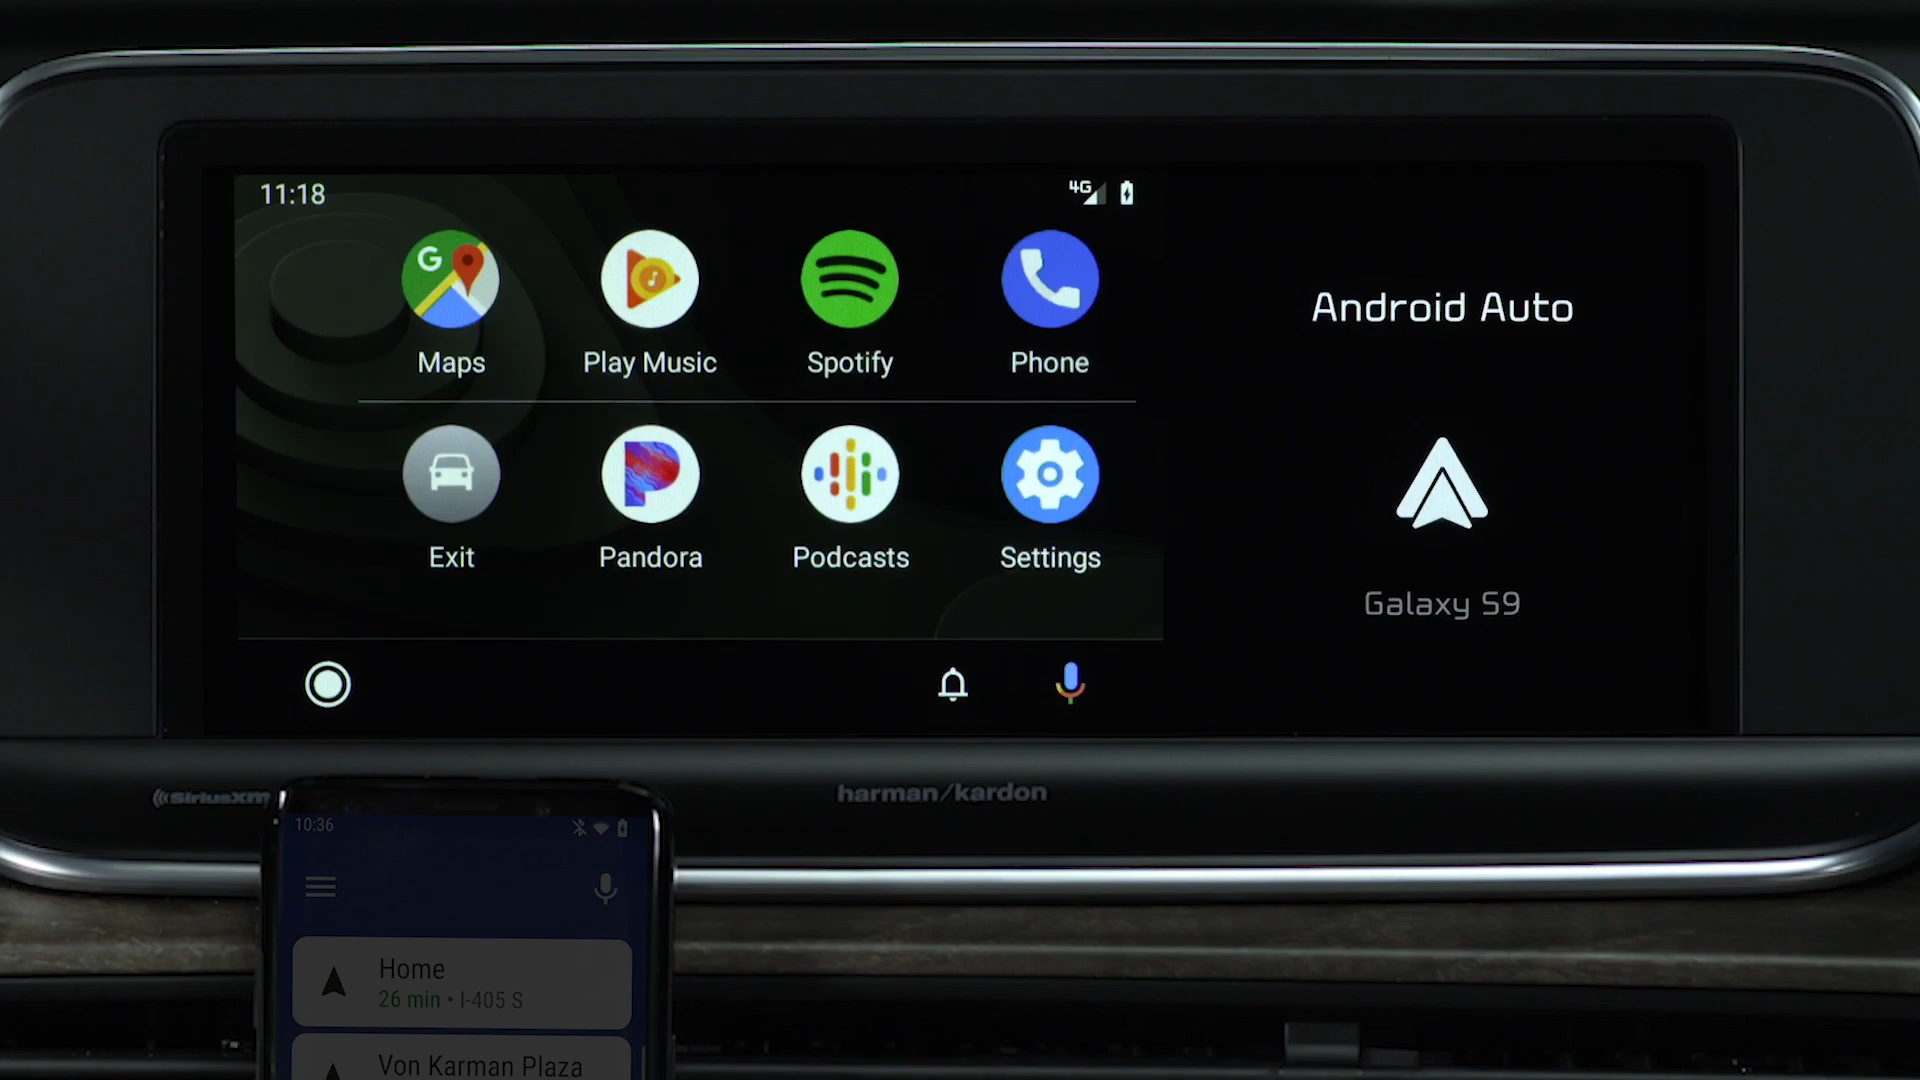 11:18
4G
Maps
Play Music
Spotify
Phone
Exit
Pandora
Podcasts
Settings
Android Auto
Galaxy S9
SiriusXM
harman/kardon
10:36
Home
26 min • I-405 S
Von Karman Plaza